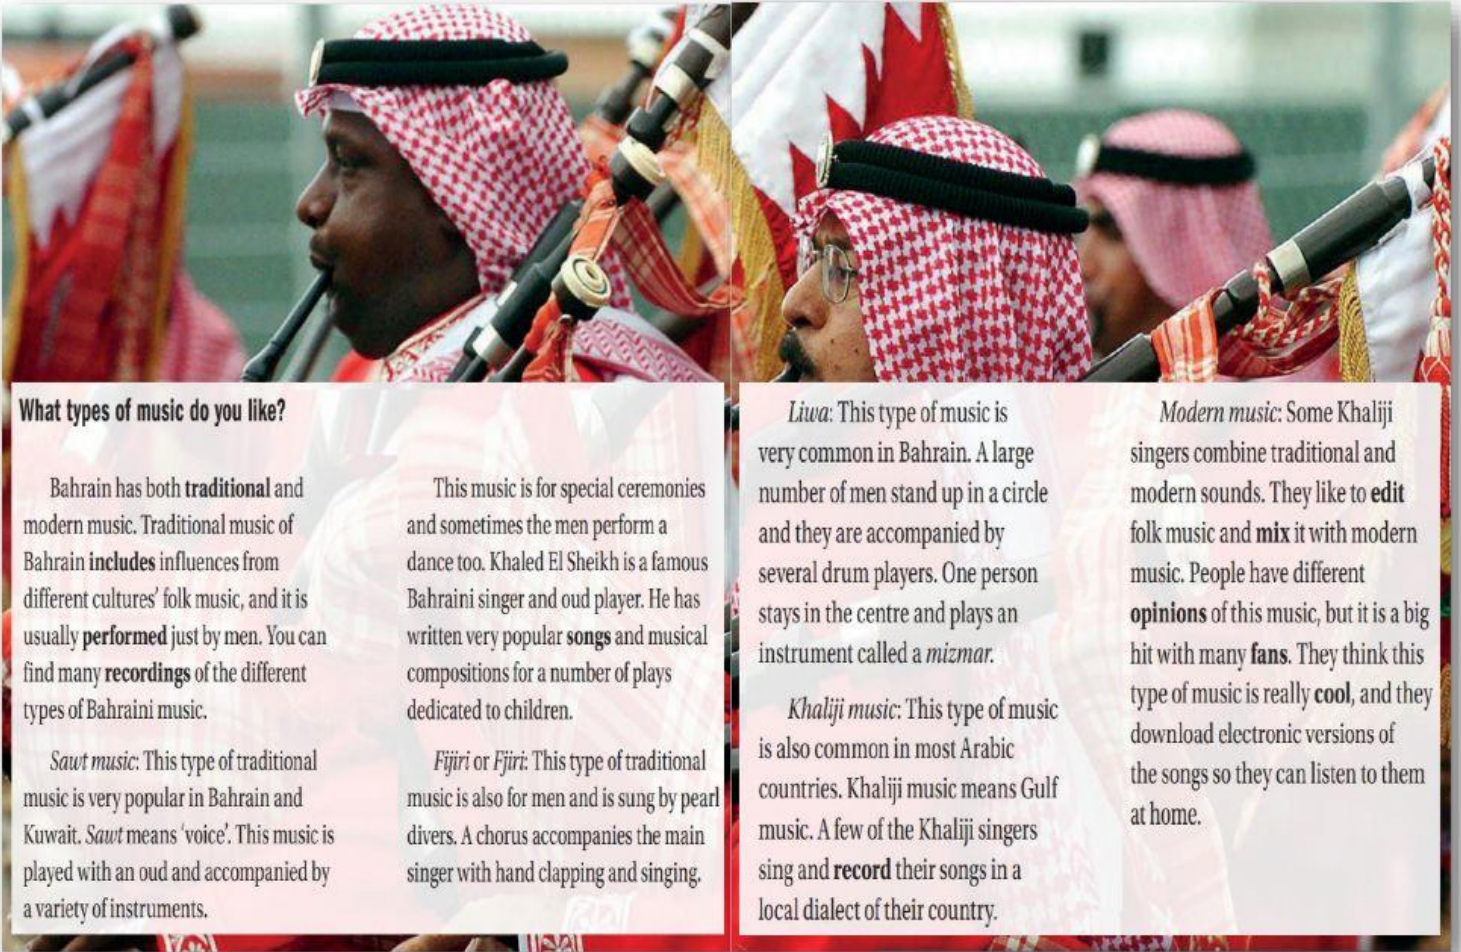 What types of music do you like?
Bahrain has both traditional and
modern music. Traditional music of
Bahrain includes influences from
different cultures' folk music, and it is
usually performed just by men. You can
find many recordings of the different
types of Bahraini music.
Sawt music: This type of traditional
music is very popular in Bahrain and
Kuwait. Sawt means 'voice'. This music is
played with an oud and accompanied by
a variety of instruments.
This music is for special ceremonies
and sometimes the men perform a
dance too. Khaled El Sheikh is a famous
Bahraini singer and oud player. He has
written very popular songs and musical
compositions for a number of plays
dedicated to children.
Fijiri or Fjiri: This type of traditional
music is also for men and is sung by pearl
divers. A chorus accompanies the main
singer with hand clapping and singing.
Liwa: This type of music is
very common in Bahrain. A large
number of men stand up in a circle
and they are accompanied by
several drum players. One person
stays in the centre and plays an
instrument called a mizmar.
Khaliji music: This type of music
is also common in most Arabic
countries. Khaliji music means Gulf
music. A few of the Khaliji singers
sing and record their songs in a
local dialect of their country.
Modern music: Some Khaliji
singers combine traditional and
modern sounds. They like to edit
folk music and mix it with modern
music. People have different
opinions of this music, but it is a big
hit with many fans. They think this
type of music is really cool, and they
download electronic versions of
the songs so they can listen to them
at home.